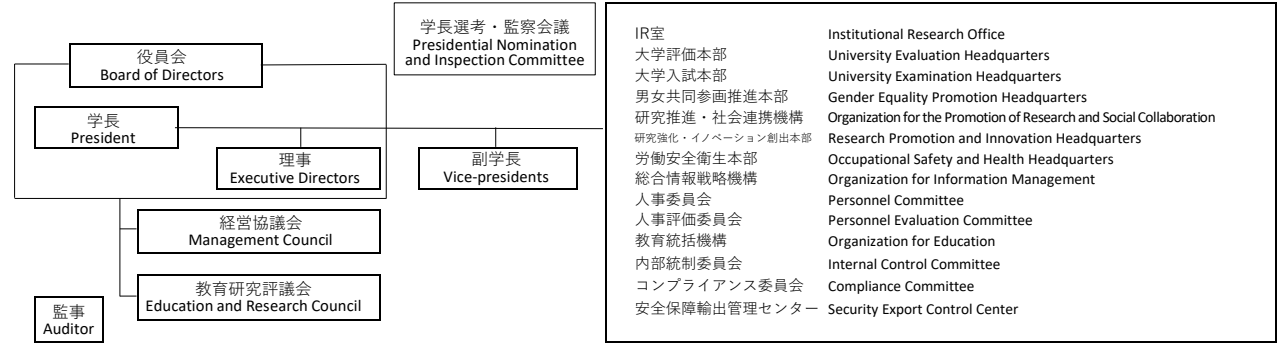 学長選考・監察会議
Presidential Nomination
and Inspection Committee
役員会
Board of Directors
学長
President
理事
Executive Directors
副学長
Vice-presidents
経営協議会
Management Council
教育研究評議会
Education and Research Council
監事
Auditor
IR室 Institutional Research Office
大学評価本部 University Evaluation Headquarters
大学入試本部 University Examination Headquarters
男女共同参画推進本部 Gender Equality Promotion Headquarters
研究推進・社会連携機構 Organization for the Promotion of Research and Social Collaboration
研究強化・イノベーション創出本部 Research Promotion and Innovation Headquarters
労働安全衛生本部 Occupational Safety and Health Headquarters
総合情報戦略機構 Organization for Information Management
人事委員会 Personnel Committee
人事評価委員会 Personnel Evaluation Committee
教育統括機構 Organization for Education
内部統制委員会 Internal Control Committee
コンプライアンス委員会 Compliance Committee
安全保障輸出管理センター Security Export Control Center